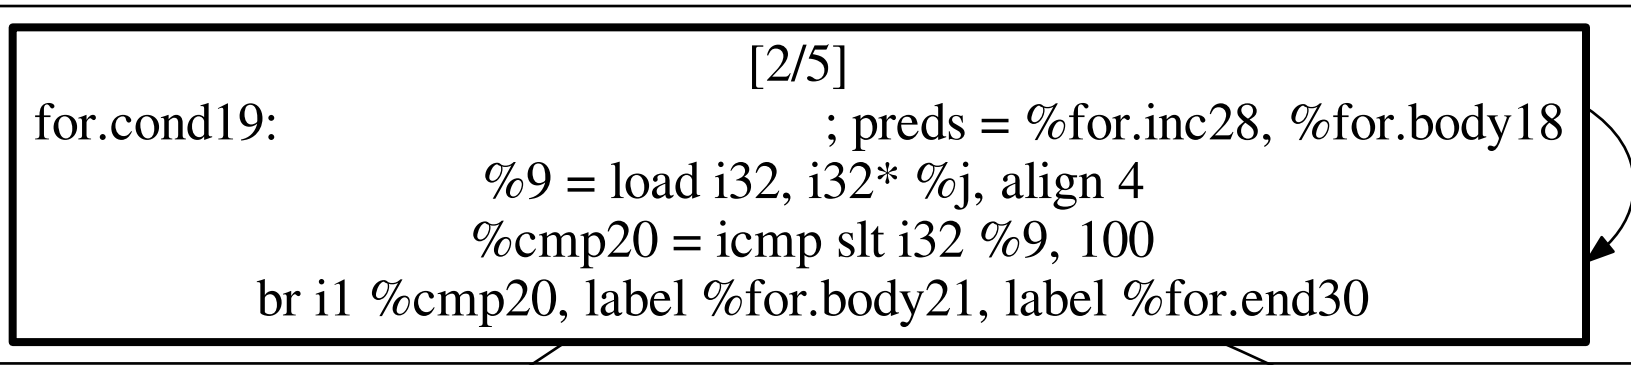 [2/5]
for.cond19: ; preds = %for.inc28, %for.body18
%9 = load i32, i32* %j, align 4
%cmp20 = icmp slt i32 %9, 100
br i1 %cmp20, label %for.body21, label %for.end30